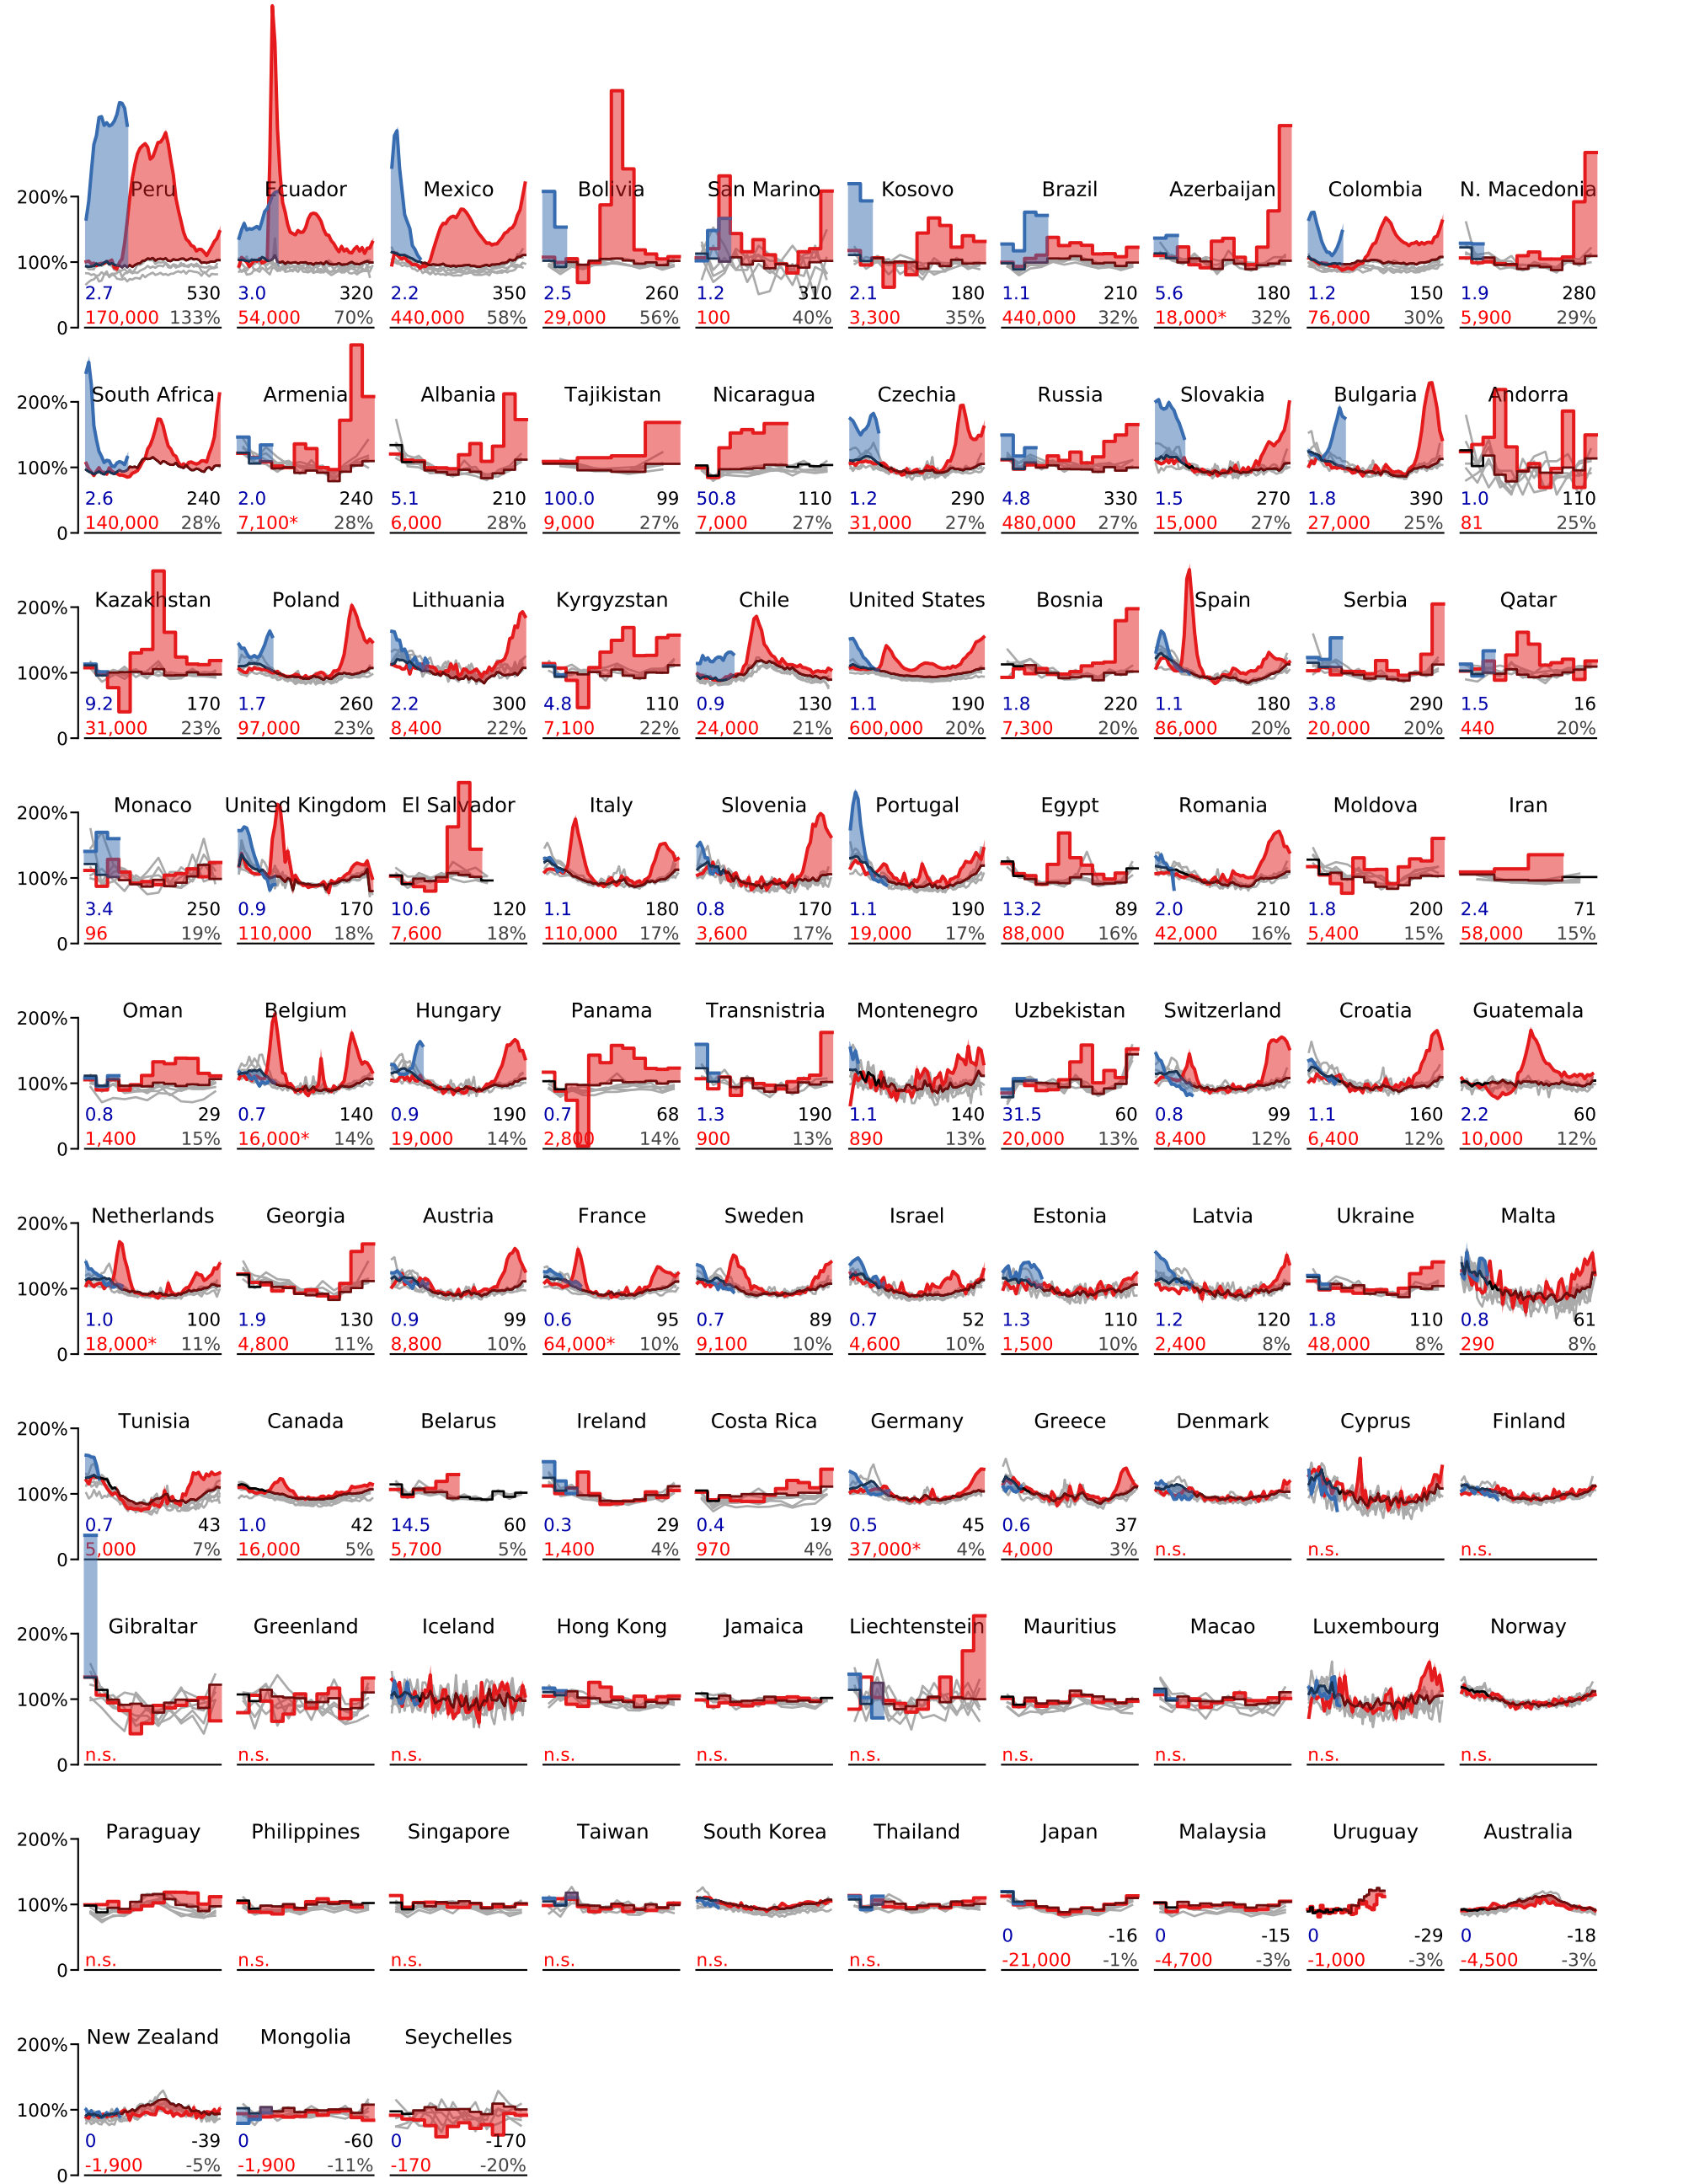 Peru Ecuador Mexico Bolivia San Marino Kosovo Brazil Azerbaijan Colombia N. Macedonia
200%
100%
2.7 530 3.0 320 2.2 350 2.5 260 1.2 310 2.1 180 1.1 210 5.6 180 1.2 150 1.9 280
170,000 133% 54,000 70% 440,000 58% 29,000 56% 100 40% 3,300 35% 440,000 32% 18,000* 32% 76,000 30% 5,900 29%
0
South Africa Armenia Albania Tajikistan Nicaragua Czechia Russia Slovakia Bulgaria Andorra
200%
100%
2.6 240 2.0 240 5.1 210 100.0 99 50.8 110 1.2 290 4.8 330 1.5 270 1.8 390 1.0 110
140,000 28% 7,100* 28% 6,000 28% 9,000 27% 7,000 27% 31,000 27% 480,000 27% 15,000 27% 27,000 25% 81 25%
0
Kazakhstan Poland Lithuania Kyrgyzstan Chile United States Bosnia Spain Serbia Qatar
200%
100%
9.2 170 1.7 260 2.2 300 4.8 110 0.9 130 1.1 190 1.8 220 1.1 180 3.8 290 1.5 16
31,000 23% 97,000 23% 8,400 22% 7,100 22% 24,000 21% 600,000 20% 7,300 20% 86,000 20% 20,000 20% 440 20%
0
Monaco United Kingdom El Salvador Italy Slovenia Portugal Egypt Romania Moldova Iran
200%
100%
3.4 250 0.9 170 10.6 120 1.1 180 0.8 170 1.1 190 13.2 89 2.0 210 1.8 200 2.4 71
96 19% 110,000 18% 7,600 18% 110,000 17% 3,600 17% 19,000 17% 88,000 16% 42,000 16% 5,400 15% 58,000 15%
0
Oman Belgium Hungary Panama Transnistria Montenegro Uzbekistan Switzerland Croatia Guatemala
200%
100%
0.8 29 0.7 140 0.9 190 0.7 68 1.3 190 1.1 140 31.5 60 0.8 99 1.1 160 2.2 60
1,400 15% 16,000* 14% 19,000 14% 2,800 14% 900 13% 890 13% 20,000 13% 8,400 12% 6,400 12% 10,000 12%
0
Netherlands Georgia Austria France Sweden Israel Estonia Latvia Ukraine Malta
200%
100%
1.0 100 1.9 130 0.9 99 0.6 95 0.7 89 0.7 52 1.3 110 1.2 120 1.8 110 0.8 61
18,000* 11% 4,800 11% 8,800 10% 64,000* 10% 9,100 10% 4,600 10% 1,500 10% 2,400 8% 48,000 8% 290 8%
0
Tunisia Canada Belarus Ireland Costa Rica Germany Greece Denmark Cyprus Finland
200%
100%
0.7 43 1.0 42 14.5 60 0.3 29 0.4 19 0.5 45 0.6 37
5,000 7% 16,000 5% 5,700 5% 1,400 4% 970 4% 37,000* 4% 4,000 3% n.s. n.s. n.s.
0
Gibraltar Greenland Iceland Hong Kong Jamaica Liechtenstein Mauritius Macao Luxembourg Norway
200%
100%
n.s. n.s. n.s. n.s. n.s. n.s. n.s. n.s. n.s. n.s.
0
Paraguay Philippines Singapore Taiwan South Korea Thailand Japan Malaysia Uruguay Australia
200%
100%
0 -16 0 -15 0 -29 0 -18
n.s. n.s. n.s. n.s. n.s. n.s. -21,000 -1% -4,700 -3% -1,000 -3% -4,500 -3%
0
New Zealand Mongolia Seychelles
200%
100%
0 -39 0 -60 0 -170
-1,900 -5% -1,900 -11% -170 -20%
0